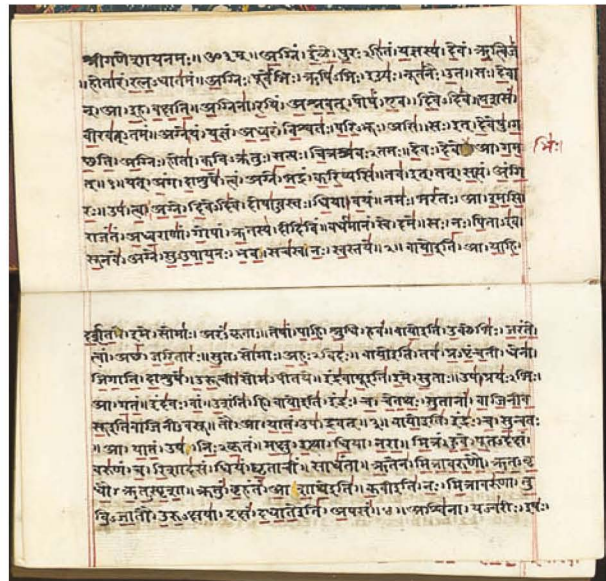 श्रीगणेशायनमः॥ ॐ ॥ अग्निं । ईळे । पुरःऽहितं । यज्ञस्य । देवं । ऋत्विजं
। होतारं । रत्नऽधातमं ॥ अग्निः । पूर्वेभिः । ऋषिऽभिः । ईड्यः । नूतनैः । उत । सः । देवा
न् । आ । इह । वक्षति ॥ अग्निना । रयिं । अश्नवत् । पोषं । एव । दिवेऽदिवे । यशसं ।
वीरवत्ऽतमं ॥ अग्ने । यं । यज्ञं । अध्वरं । विश्वतः । परिऽभूः । असि । सः । इत् । देवेषु । ग
च्छति ॥ अग्निः । होता । कविऽक्रतुः । सत्यः । चित्रश्रवःऽतमः । देवः । देवे । आ । गम
भिः।
त् ॥ १ ॥ यत् । अंग । दाशुषे । त्वं । अग्ने । भद्रं । करिष्यसि । तव । इत् । तत् । सत्यं । अंगि
रः ॥ उप । त्वा । अग्ने । दिवेऽदिवे । दोषाऽवस्तः । धिया । वयं । नमः । भरंतः । आ । इमसि
राजंतं । अध्वराणां । गोपां । ऋतस्य । दीदिविं । वर्धमानं । स्वे । दमे ॥ सः । नः । पिताऽइव ।
सूनवे । अग्ने । सुऽउपायनः । भव । सचस्व । नः । स्वस्तये ॥ २ ॥ वायोइति । आ । याहि ।
दर्शत । इमे । सोमाः । अरंऽकृताः ॥ तेषां । पाहि । श्रुधि । हवं ॥ वायोइति । उक्थेभिः । जरंते ।
त्वां । अच्छ । जरितारः ॥ सुतऽसोमाः । अहःऽविदः ॥ वायोइति । तव । प्रऽपृंचती । धेना ।
जिगाति । दाशुषे । उरूची । सोमऽपीतये ॥ इंद्रवायूइति । इमे । सुताः ॥ उप । प्रयःऽभिः ।
आ । गतं । इंदवः । वां । उशंति । हि ॥ वायोइति । इंद्रः । च । चेतथः । सुतानां । वाजिनीव
सूइतिवाजिनीवसू । तौ । आ । यातं । उप । द्रवत् ॥ ३ ॥ वायोइति । इंद्रः । च । सुन्वतः
। आ । यातं । उप । निःऽकृतं । मक्षु । इत्था । धिया । नरा ॥ मित्रं । हुवे । पूतऽदक्षं ।
वरुणं । च । रिशादसं । धियं । घृताचीं । साधंता ॥ ऋतेन । मित्रावरुणौ । ऋतऽवृ
धौ । ऋतऽस्पृशा । क्रतुं । बृहंतं । आशाथेइति ॥ कवीइति । नः । मित्रावरुणा । तु
विऽजातौ । उरुऽक्षया । दक्षं । दधातेइति । अपसं ॥ ४ ॥ अश्विना । यज्वरीः । इषः ।